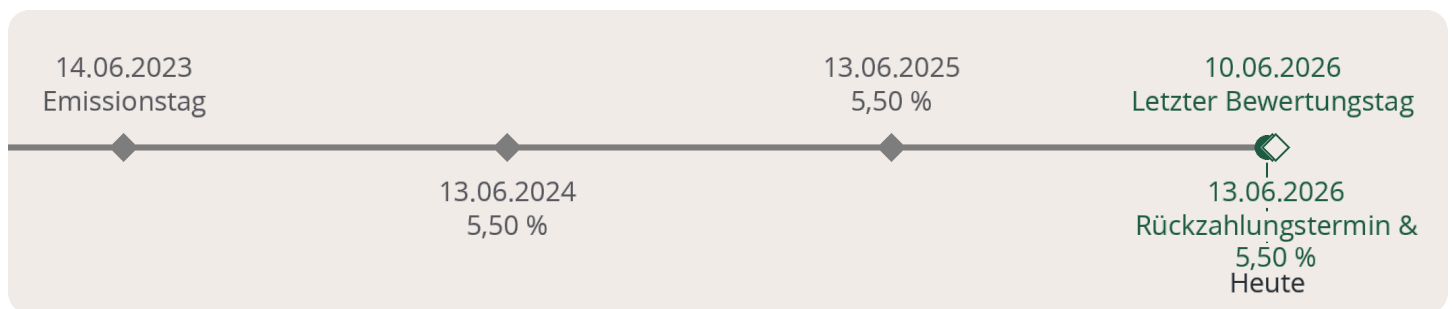 14.06.2023
Emissionstag
13.06.2024
5,50 %
13.06.2025
5,50 %
10.06.2026
Letzter Bewertungstag
13.06.2026
Rückzahlungstermin &
5,50 %
Heute